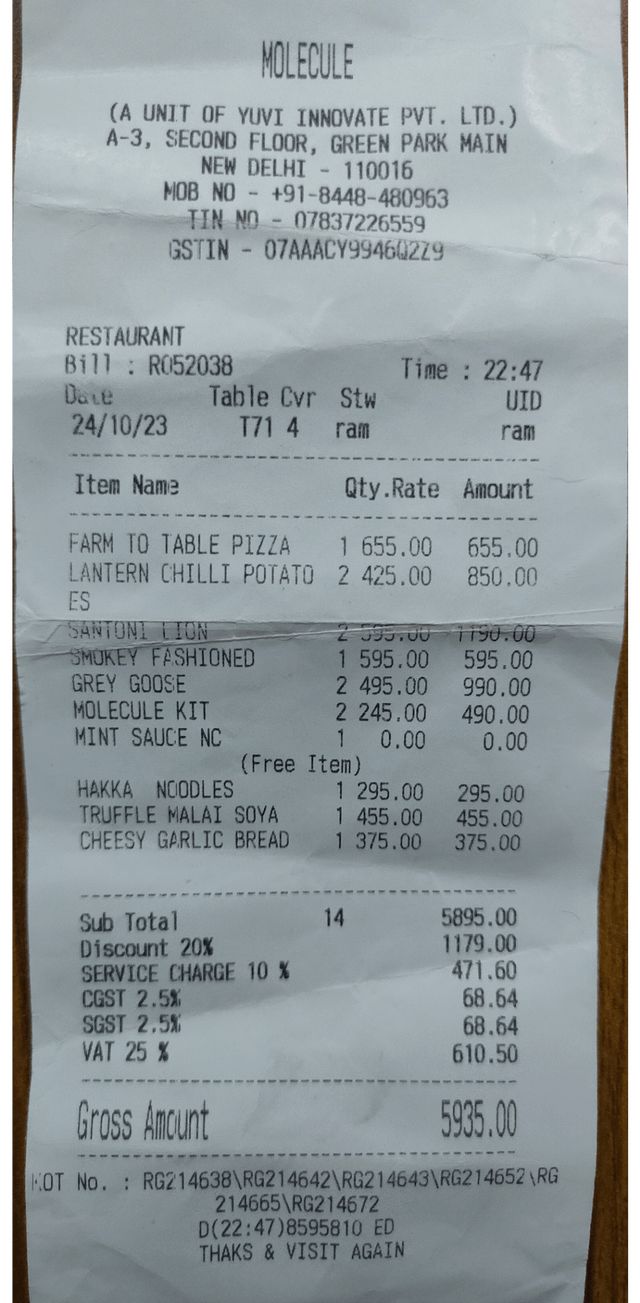 MOLECULE
(A UNIT OF YUVI INNOVATE PVT. LTD.)
A-3, SECOND FLOOR, GREEN PARK MAIN
NEW DELHI - 110016
MOB NO - +91-8448-480963
TIN NO - 07837226559
GSTIN - 07AAACY9946Q2Z9
RESTAURANT
Bill : R052038 Time : 22:47
Date Table Cvr Stw UID
24/10/23 T71 4 ram ram
Item Name Qty.Rate Amount
FARM TO TABLE PIZZA 1 655.00 655.00
LANTERN CHILLI POTATO 2 425.00 850.00
ES
SANTONI LION 2 595.00 1190.00
SMOKEY FASHIONED 1 595.00 595.00
GREY GOOSE 2 495.00 990.00
MOLECULE KIT 2 245.00 490.00
MINT SAUCE NC 1 0.00 0.00
(Free Item)
HAKKA NOODLES 1 295.00 295.00
TRUFFLE MALAI SOYA 1 455.00 455.00
CHEESY GARLIC BREAD 1 375.00 375.00
Sub Total 14 5895.00
Discount 20% 1179.00
SERVICE CHARGE 10 % 471.60
CGST 2.5% 68.64
SGST 2.5% 68.64
VAT 25 % 610.50
Gross Amount 5935.00
KOT No. : RG214638\RG214642\RG214643\RG214652\RG
214665\RG214672
D(22:47)8595810 ED
THAKS & VISIT AGAIN